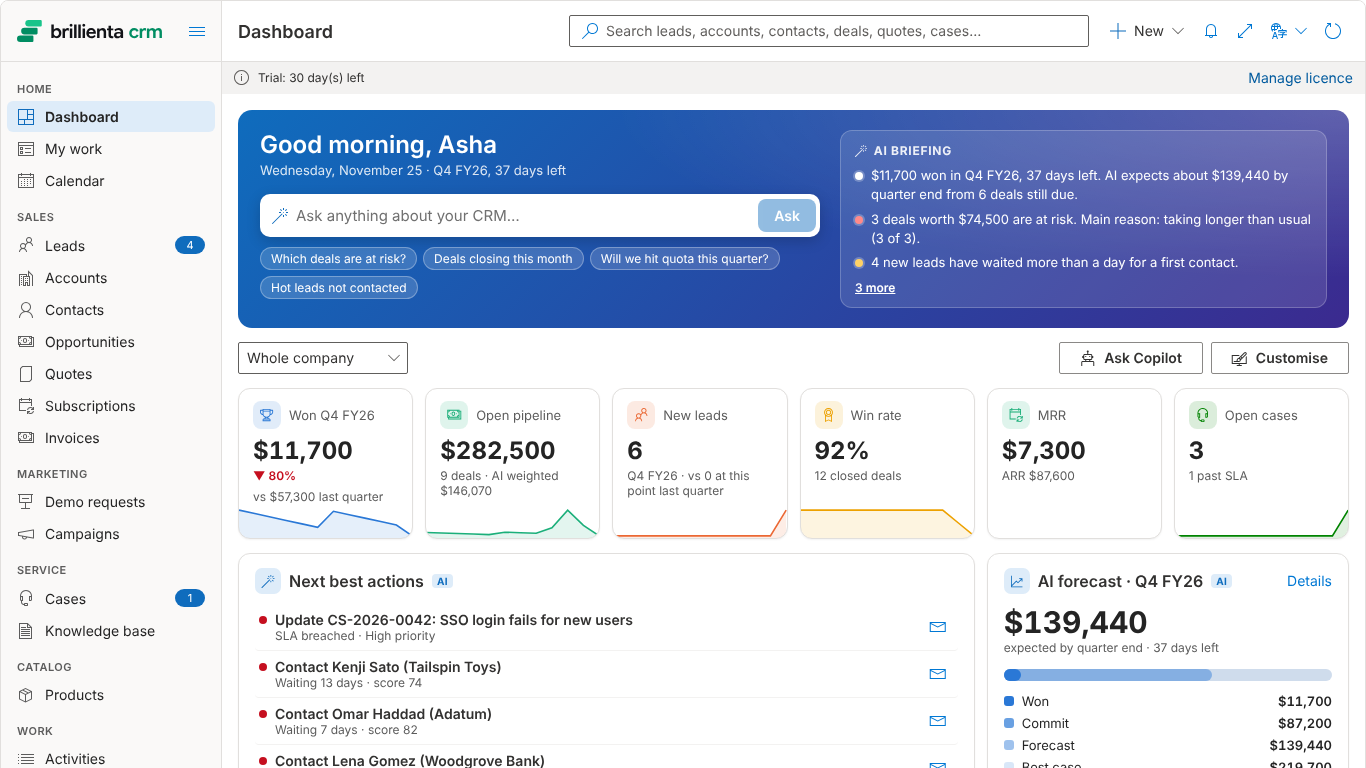 brillienta crm
Dashboard
Search leads, accounts, contacts, deals, quotes, cases...
New
Trial: 30 day(s) left
Manage licence
HOME
Dashboard
My work
Calendar
SALES
Leads 4
Accounts
Contacts
Opportunities
Quotes
Subscriptions
Invoices
MARKETING
Demo requests
Campaigns
SERVICE
Cases 1
Knowledge base
CATALOG
Products
WORK
Activities
Good morning, Asha
Wednesday, November 25 · Q4 FY26, 37 days left
Ask anything about your CRM...
Ask
Which deals are at risk?
Deals closing this month
Will we hit quota this quarter?
Hot leads not contacted
AI BRIEFING
$11,700 won in Q4 FY26, 37 days left. AI expects about $139,440 by
quarter end from 6 deals still due.
3 deals worth $74,500 are at risk. Main reason: taking longer than usual
(3 of 3).
4 new leads have waited more than a day for a first contact.
3 more
Whole company
Ask Copilot
Customise
Won Q4 FY26
$11,700
▼ 80%
vs $57,300 last quarter
Open pipeline
$282,500
9 deals · AI weighted
$146,070
New leads
6
Q4 FY26 · vs 0 at this
point last quarter
Win rate
92%
12 closed deals
MRR
$7,300
ARR $87,600
Open cases
3
1 past SLA
Next best actions AI
Update CS-2026-0042: SSO login fails for new users
SLA breached · High priority
Contact Kenji Sato (Tailspin Toys)
Waiting 13 days · score 74
Contact Omar Haddad (Adatum)
Waiting 7 days · score 82
Contact Lena Gomez (Woodgrove Bank)
AI forecast · Q4 FY26 AI
Details
$139,440
expected by quarter end · 37 days left
Won $11,700
Commit $87,200
Forecast $139,440
Best case $219,700